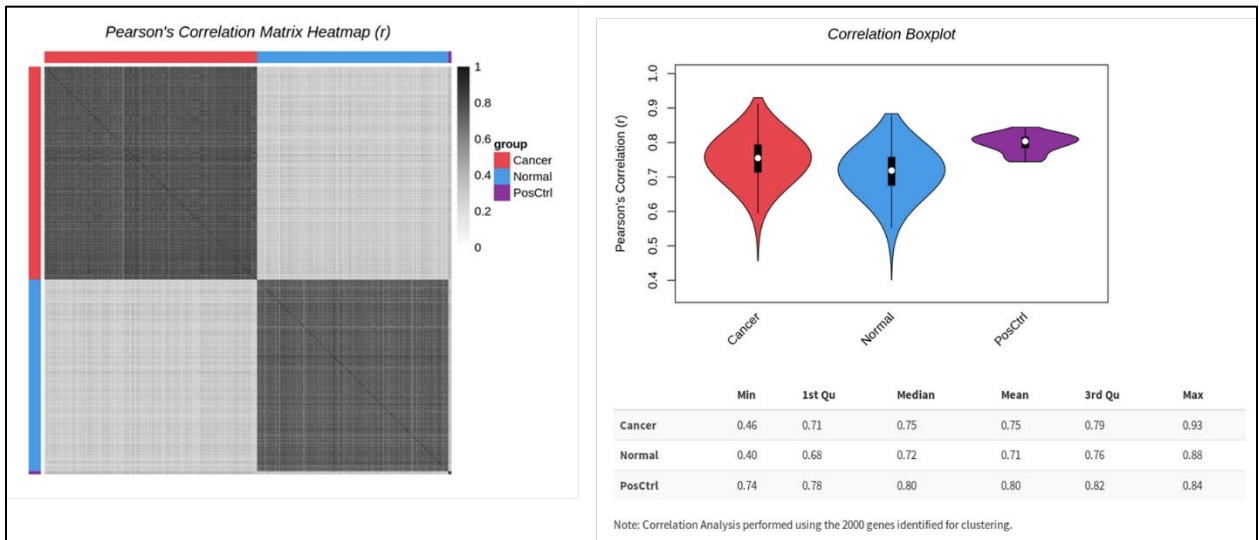 Pearson's Correlation Matrix Heatmap (r)
1
0.8
0.6
0.4
0.2
0
group
Cancer
Normal
PosCtrl
Correlation Boxplot
Pearson's Correlation (r)
1.0
0.9
0.8
0.7
0.6
0.5
0.4
Cancer
Normal
PosCtrl
Min 1st Qu Median Mean 3rd Qu Max
Cancer 0.46 0.71 0.75 0.75 0.79 0.93
Normal 0.40 0.68 0.72 0.71 0.76 0.88
PosCtrl 0.74 0.78 0.80 0.80 0.82 0.84
Note: Correlation Analysis performed using the 2000 genes identified for clustering.